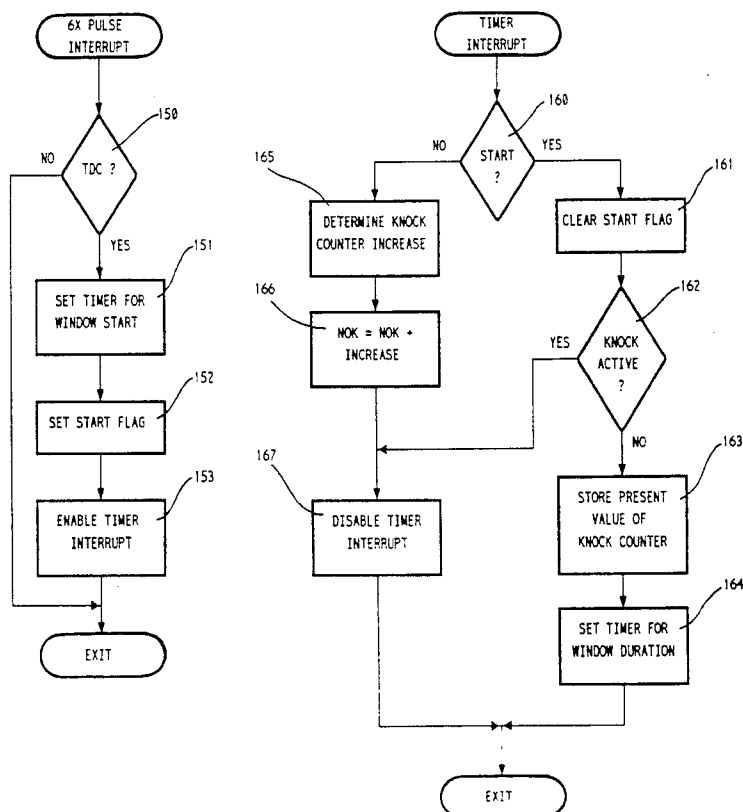 6X PULSE
INTERRUPT
150
TDC ?
NO
YES
151
SET TIMER FOR
WINDOW START
152
SET START FLAG
153
ENABLE TIMER
INTERRUPT
EXIT
TIMER
INTERRUPT
160
START
?
NO
YES
165
DETERMINE KNOCK
COUNTER INCREASE
161
CLEAR START FLAG
166
NOK = NOK +
INCREASE
162
KNOCK
ACTIVE
?
YES
NO
167
DISABLE TIMER
INTERRUPT
163
STORE PRESENT
VALUE OF
KNOCK COUNTER
164
SET TIMER FOR
WINDOW DURATION
EXIT